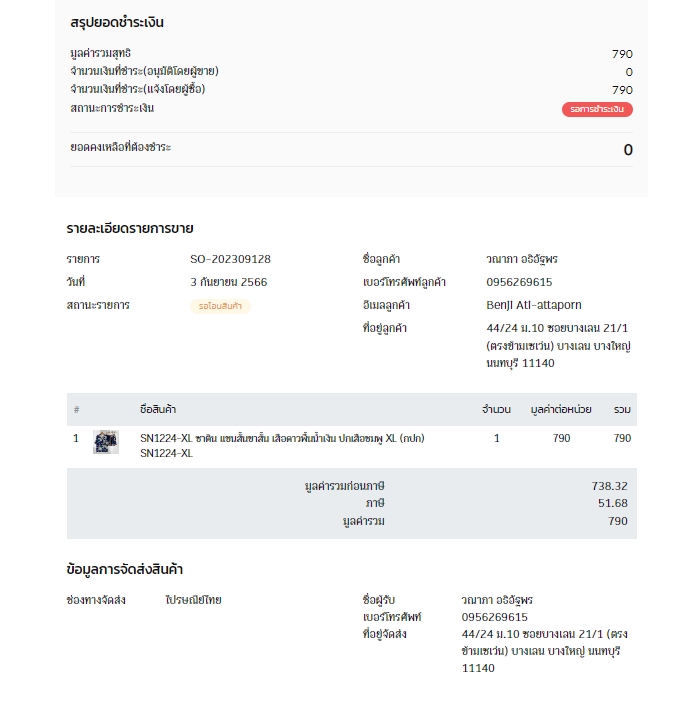 สรุปยอดชำระเงิน
มูลค่ารวมสุทธิ 790
จำนวนเงินที่ชำระ(อนุมัติโดยผู้ขาย) 0
จำนวนเงินที่ชำระ(แจ้งโดยผู้ซื้อ) 790
สถานะการชำระเงิน รอการชำระเงิน
ยอดคงเหลือที่ต้องชำระ 0
รายละเอียดรายการขาย
รายการ SO-202309128 ชื่อลูกค้า วณาภา อธิอัฐพร
วันที่ 3 กันยายน 2566 เบอร์โทรศัพท์ลูกค้า 0956269615
สถานะรายการ รอโอนสินค้า อีเมลลูกค้า Benji Ati-attaporn
ที่อยู่ลูกค้า 44/24 ม.10 ซอยบางเลน 21/1
(ตรงข้ามเซเว่น) บางเลน บางใหญ่
นนทบุรี 11140
# ชื่อสินค้า จำนวน มูลค่าต่อหน่วย รวม
1 SN1224-XL ซาติน แขนสั้นขาสั้น เสือดาวพื้นน้ำเงิน ปกเสือชมพู XL (กปก) 1 790 790
SN1224-XL
มูลค่ารวมก่อนภาษี 738.32
ภาษี 51.68
มูลค่ารวม 790
ข้อมูลการจัดส่งสินค้า
ช่องทางจัดส่ง ไปรษณีย์ไทย ชื่อผู้รับ วณาภา อธิอัฐพร
เบอร์โทรศัพท์ 0956269615
ที่อยู่จัดส่ง 44/24 ม.10 ซอยบางเลน 21/1 (ตรง
ข้ามเซเว่น) บางเลน บางใหญ่ นนทบุรี
11140